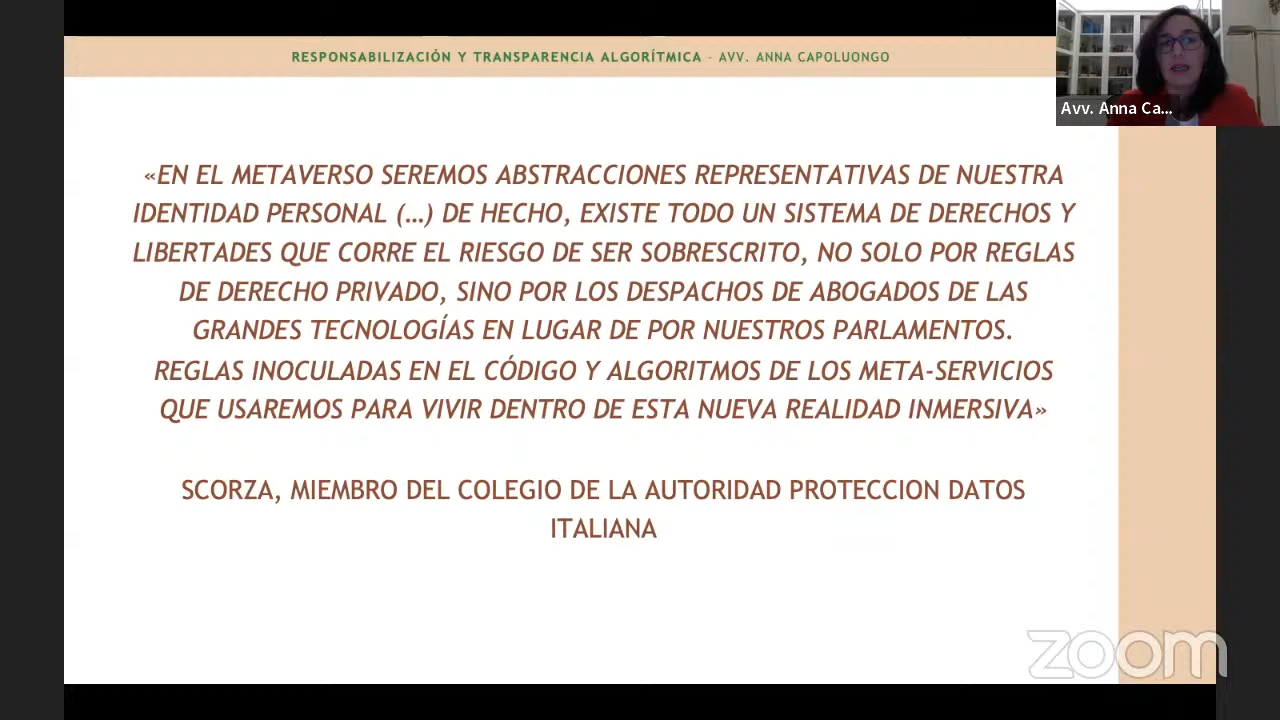 RESPONSABILIZACIÓN Y TRANSPARENCIA ALGORÍTMICA - AVV. ANNA CAPOLUONGO
Avv. Anna Ca...
«EN EL METAVERSO SEREMOS ABSTRACCIONES REPRESENTATIVAS DE NUESTRA
IDENTIDAD PERSONAL (…) DE HECHO, EXISTE TODO UN SISTEMA DE DERECHOS Y
LIBERTADES QUE CORRE EL RIESGO DE SER SOBRESCRITO, NO SOLO POR REGLAS
DE DERECHO PRIVADO, SINO POR LOS DESPACHOS DE ABOGADOS DE LAS
GRANDES TECNOLOGÍAS EN LUGAR DE POR NUESTROS PARLAMENTOS.
REGLAS INOCULADAS EN EL CÓDIGO Y ALGORITMOS DE LOS META-SERVICIOS
QUE USAREMOS PARA VIVIR DENTRO DE ESTA NUEVA REALIDAD INMERSIVA»
SCORZA, MIEMBRO DEL COLEGIO DE LA AUTORIDAD PROTECCION DATOS
ITALIANA
zoom